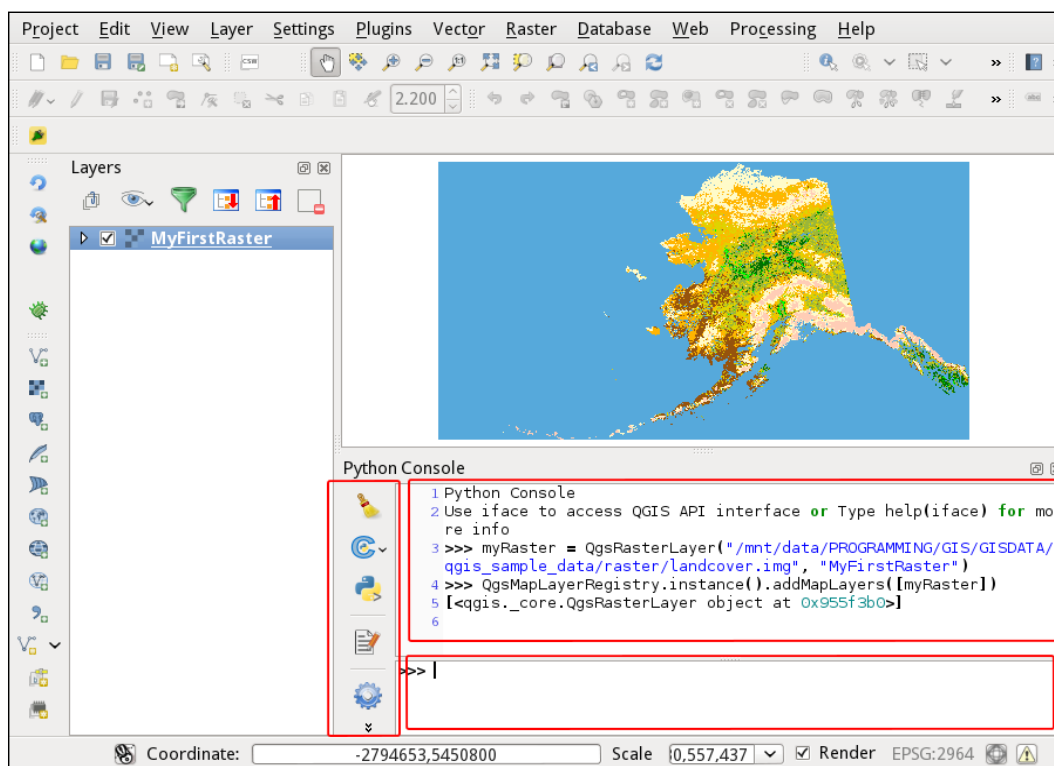 Project Edit View Layer Settings Plugins Vector Raster Database Web Processing Help
CSW
1:1
»
2.200
»
Layers
MyFirstRaster
Python Console
1 Python Console
2 Use iface to access QGIS API interface or Type help(iface) for mo
re info
3 >>> myRaster = QgsRasterLayer("/mnt/data/PROGRAMMING/GIS/GISDATA/
qgis_sample_data/raster/landcover.img", "MyFirstRaster")
4 >>> QgsMapLayerRegistry.instance().addMapLayers([myRaster])
5 [<qgis._core.QgsRasterLayer object at 0x955f3b0>]
6
>>>
Coordinate: -2794653,5450800 Scale 0,557,437 Render EPSG:2964